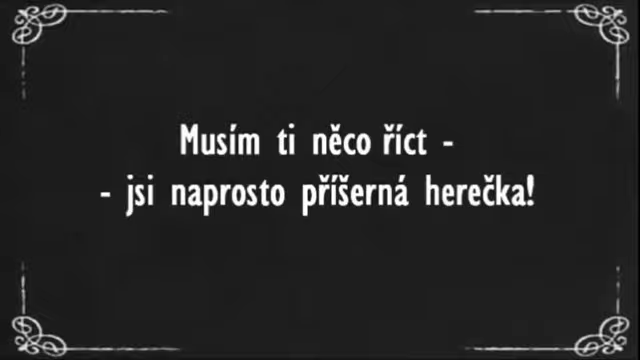 Musím ti něco říct -
- jsi naprosto příšerná herečka!